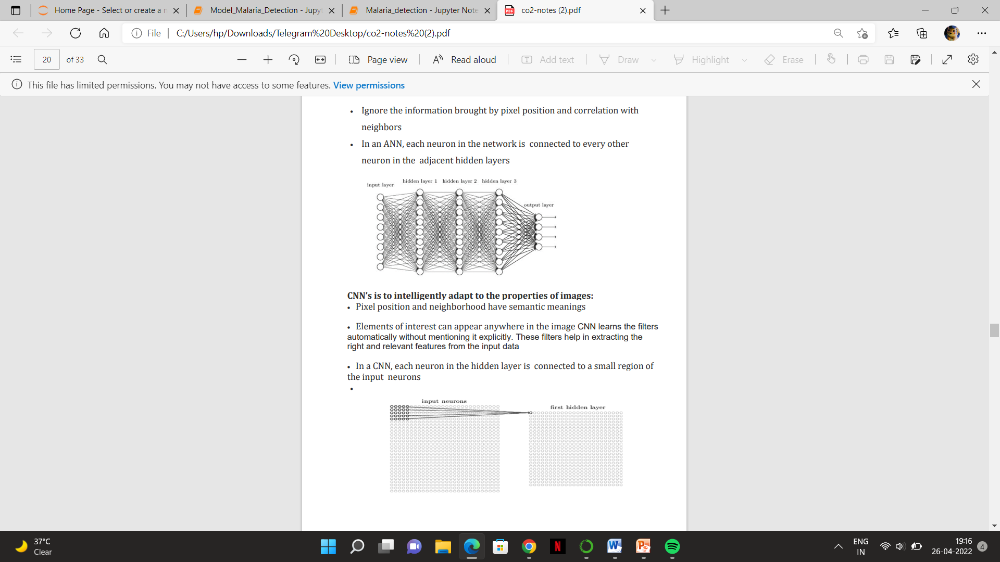 Home Page - Select or create a n
Model_Malaria_Detection - Jupyt
Malaria_detection - Jupyter Note
co2-notes (2).pdf
File
C:/Users/hp/Downloads/Telegram%20Desktop/co2-notes%20(2).pdf
20 of 33
Page view
Read aloud
Add text
Draw
Highlight
Erase
This file has limited permissions. You may not have access to some features. View permissions
• Ignore the information brought by pixel position and correlation with
neighbors
• In an ANN, each neuron in the network is connected to every other
neuron in the adjacent hidden layers
input layer
hidden layer 1 hidden layer 2 hidden layer 3
output layer
CNN’s is to intelligently adapt to the properties of images:
• Pixel position and neighborhood have semantic meanings
• Elements of interest can appear anywhere in the image CNN learns the filters
automatically without mentioning it explicitly. These filters help in extracting the
right and relevant features from the input data
• In a CNN, each neuron in the hidden layer is connected to a small region of
the input neurons
•
input neurons
first hidden layer
37°C
Clear
ENG
IN
19:16
26-04-2022
4